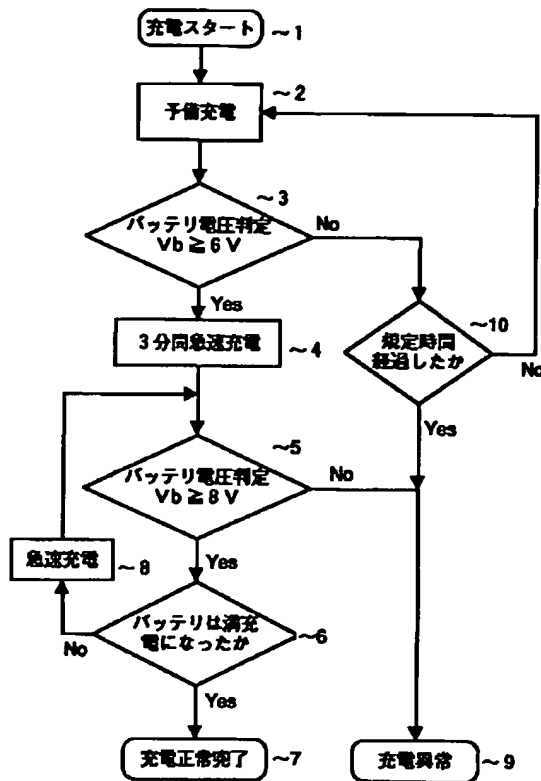 充電スタート
~1
~2
予備充電
~3
バッテリ電圧判定
Vb≧6V
No
Yes
3分間急速充電
~4
~10
規定時間
経過したか
No
Yes
~5
バッテリ電圧判定
Vb≧8V
No
Yes
急速充電
~8
バッテリは満充
電になったか
~6
No
Yes
充電正常完了
~7
充電異常
~9